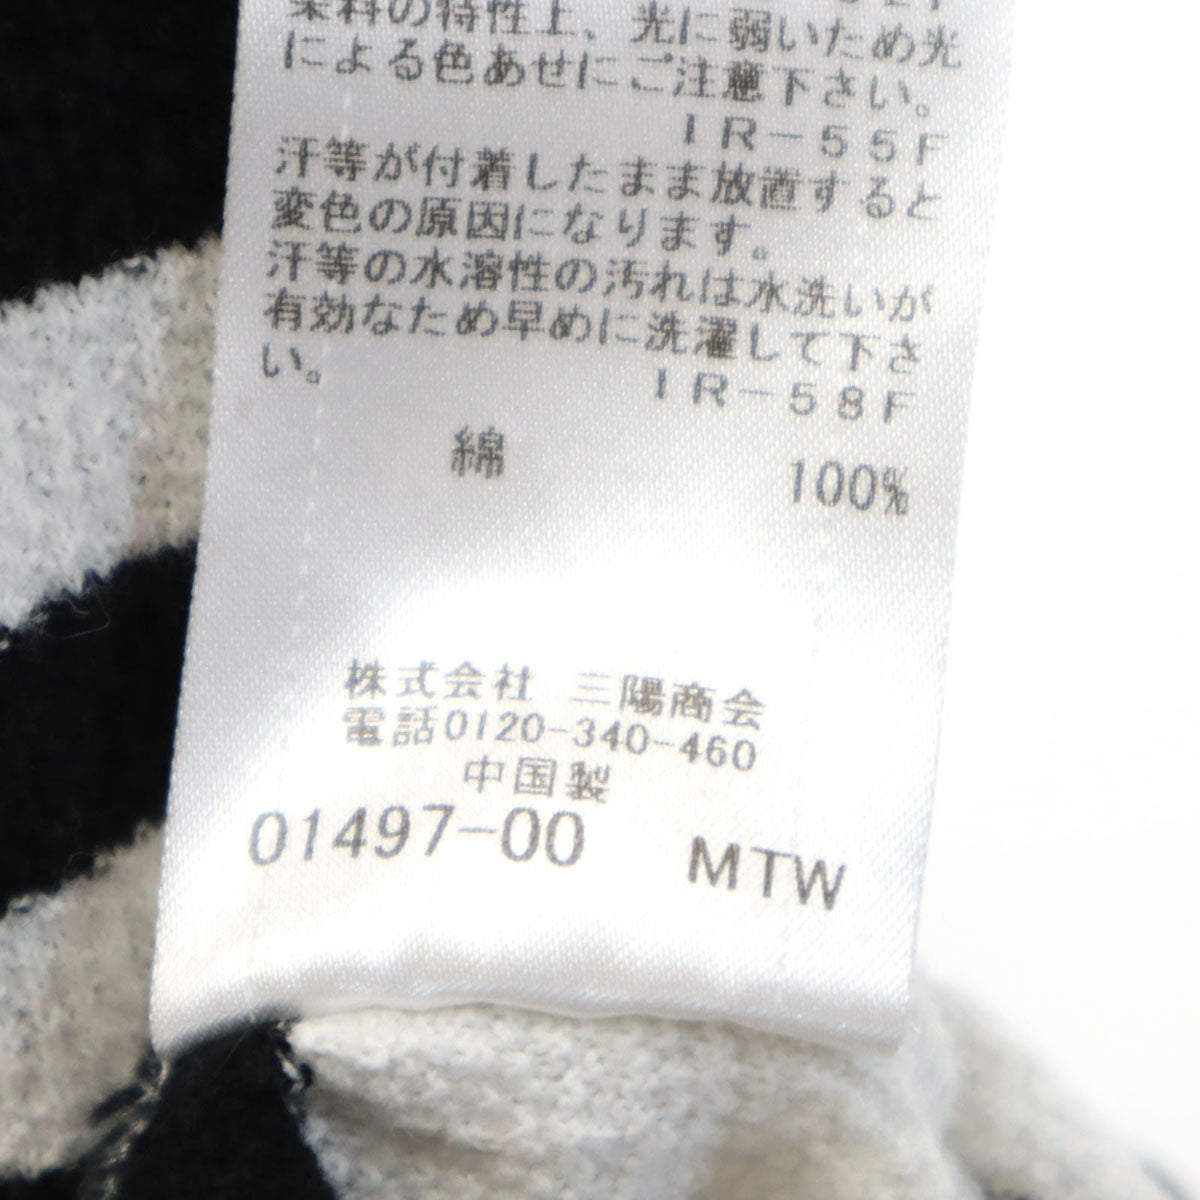 染料の特性上、光に弱いため光
による色あせにご注意下さい。
IR-55F
汗等が付着したまま放置すると
変色の原因になります。
汗等の水溶性の汚れは水洗いが
有効なため早めに洗濯して下さ
い。 IR-58F
綿 100%
株式会社 三陽商会
電話0120-340-460
中国製
01497-00 MTW